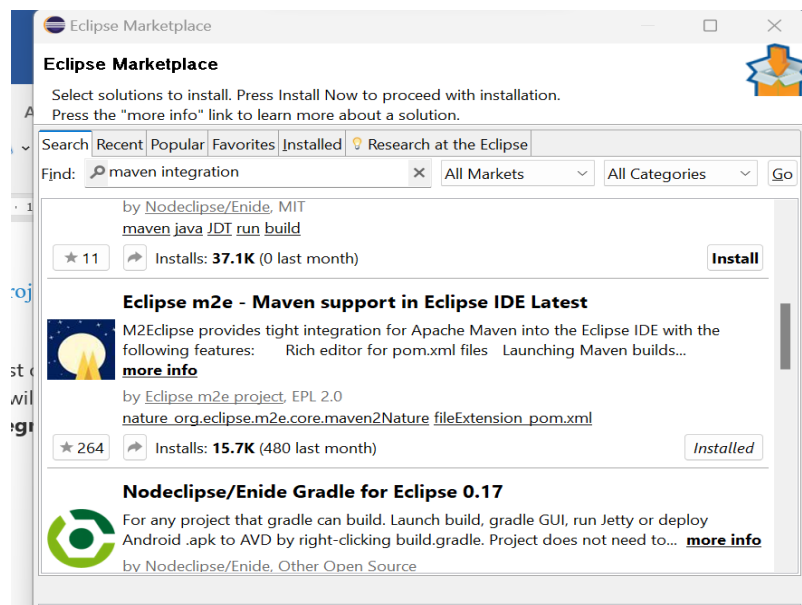 Eclipse Marketplace
Eclipse Marketplace
Select solutions to install. Press Install Now to proceed with installation.
Press the "more info" link to learn more about a solution.
Search Recent Popular Favorites Installed Research at the Eclipse
Find: maven integration All Markets All Categories Go
by Nodeclipse/Enide, MIT
maven java JDT run build
11 Installs: 37.1K (0 last month) Install
Eclipse m2e - Maven support in Eclipse IDE Latest
M2Eclipse provides tight integration for Apache Maven into the Eclipse IDE with the
following features: Rich editor for pom.xml files Launching Maven builds...
more info
by Eclipse m2e project, EPL 2.0
nature org.eclipse.m2e.core.maven2Nature fileExtension pom.xml
264 Installs: 15.7K (480 last month) Installed
Nodeclipse/Enide Gradle for Eclipse 0.17
For any project that gradle can build. Launch build, gradle GUI, run Jetty or deploy
Android .apk to AVD by right-clicking build.gradle. Project does not need to... more info
by Nodeclipse/Enide, Other Open Source